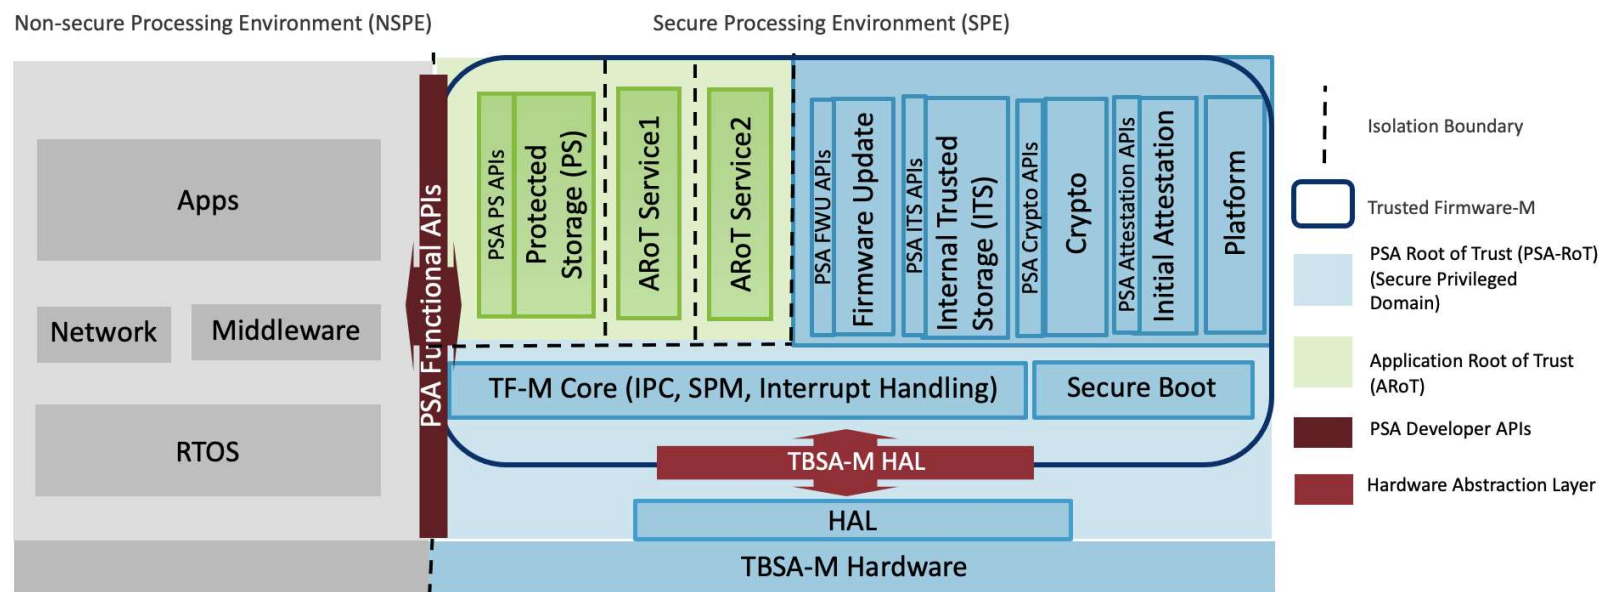 Non-secure Processing Environment (NSPE)
Secure Processing Environment (SPE)
Apps
Network
Middleware
RTOS
PSA Functional APIs
PSA PS APIs
Protected
Storage (PS)
ARoT Service1
ARoT Service2
PSA FWU APIs
Firmware Update
PSA ITS APIs
Internal Trusted
Storage (ITS)
PSA Crypto APIs
Crypto
PSA Attestation APIs
Initial Attestation
Platform
TF-M Core (IPC, SPM, Interrupt Handling)
Secure Boot
TBSA-M HAL
HAL
TBSA-M Hardware
Isolation Boundary
Trusted Firmware-M
PSA Root of Trust (PSA-RoT)
(Secure Privileged
Domain)
Application Root of Trust
(ARoT)
PSA Developer APIs
Hardware Abstraction Layer